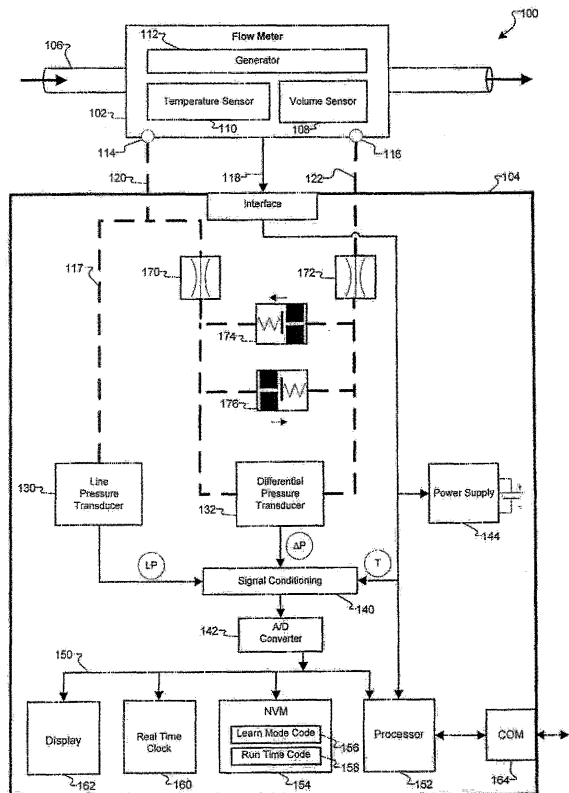 100
106
112
Flow Meter
Generator
Temperature Sensor
110
Volume Sensor
108
102
114
116
118
120
122
104
Interface
117
170
172
174
176
130
Line
Pressure
Transducer
Differential
Pressure
Transducer
132
Power Supply
144
LP
ΔP
T
Signal Conditioning
140
142
A/D
Converter
150
Display
162
Real Time
Clock
160
NVM
Learn Mode Code
156
Run Time Code
158
154
Processor
152
COM
164